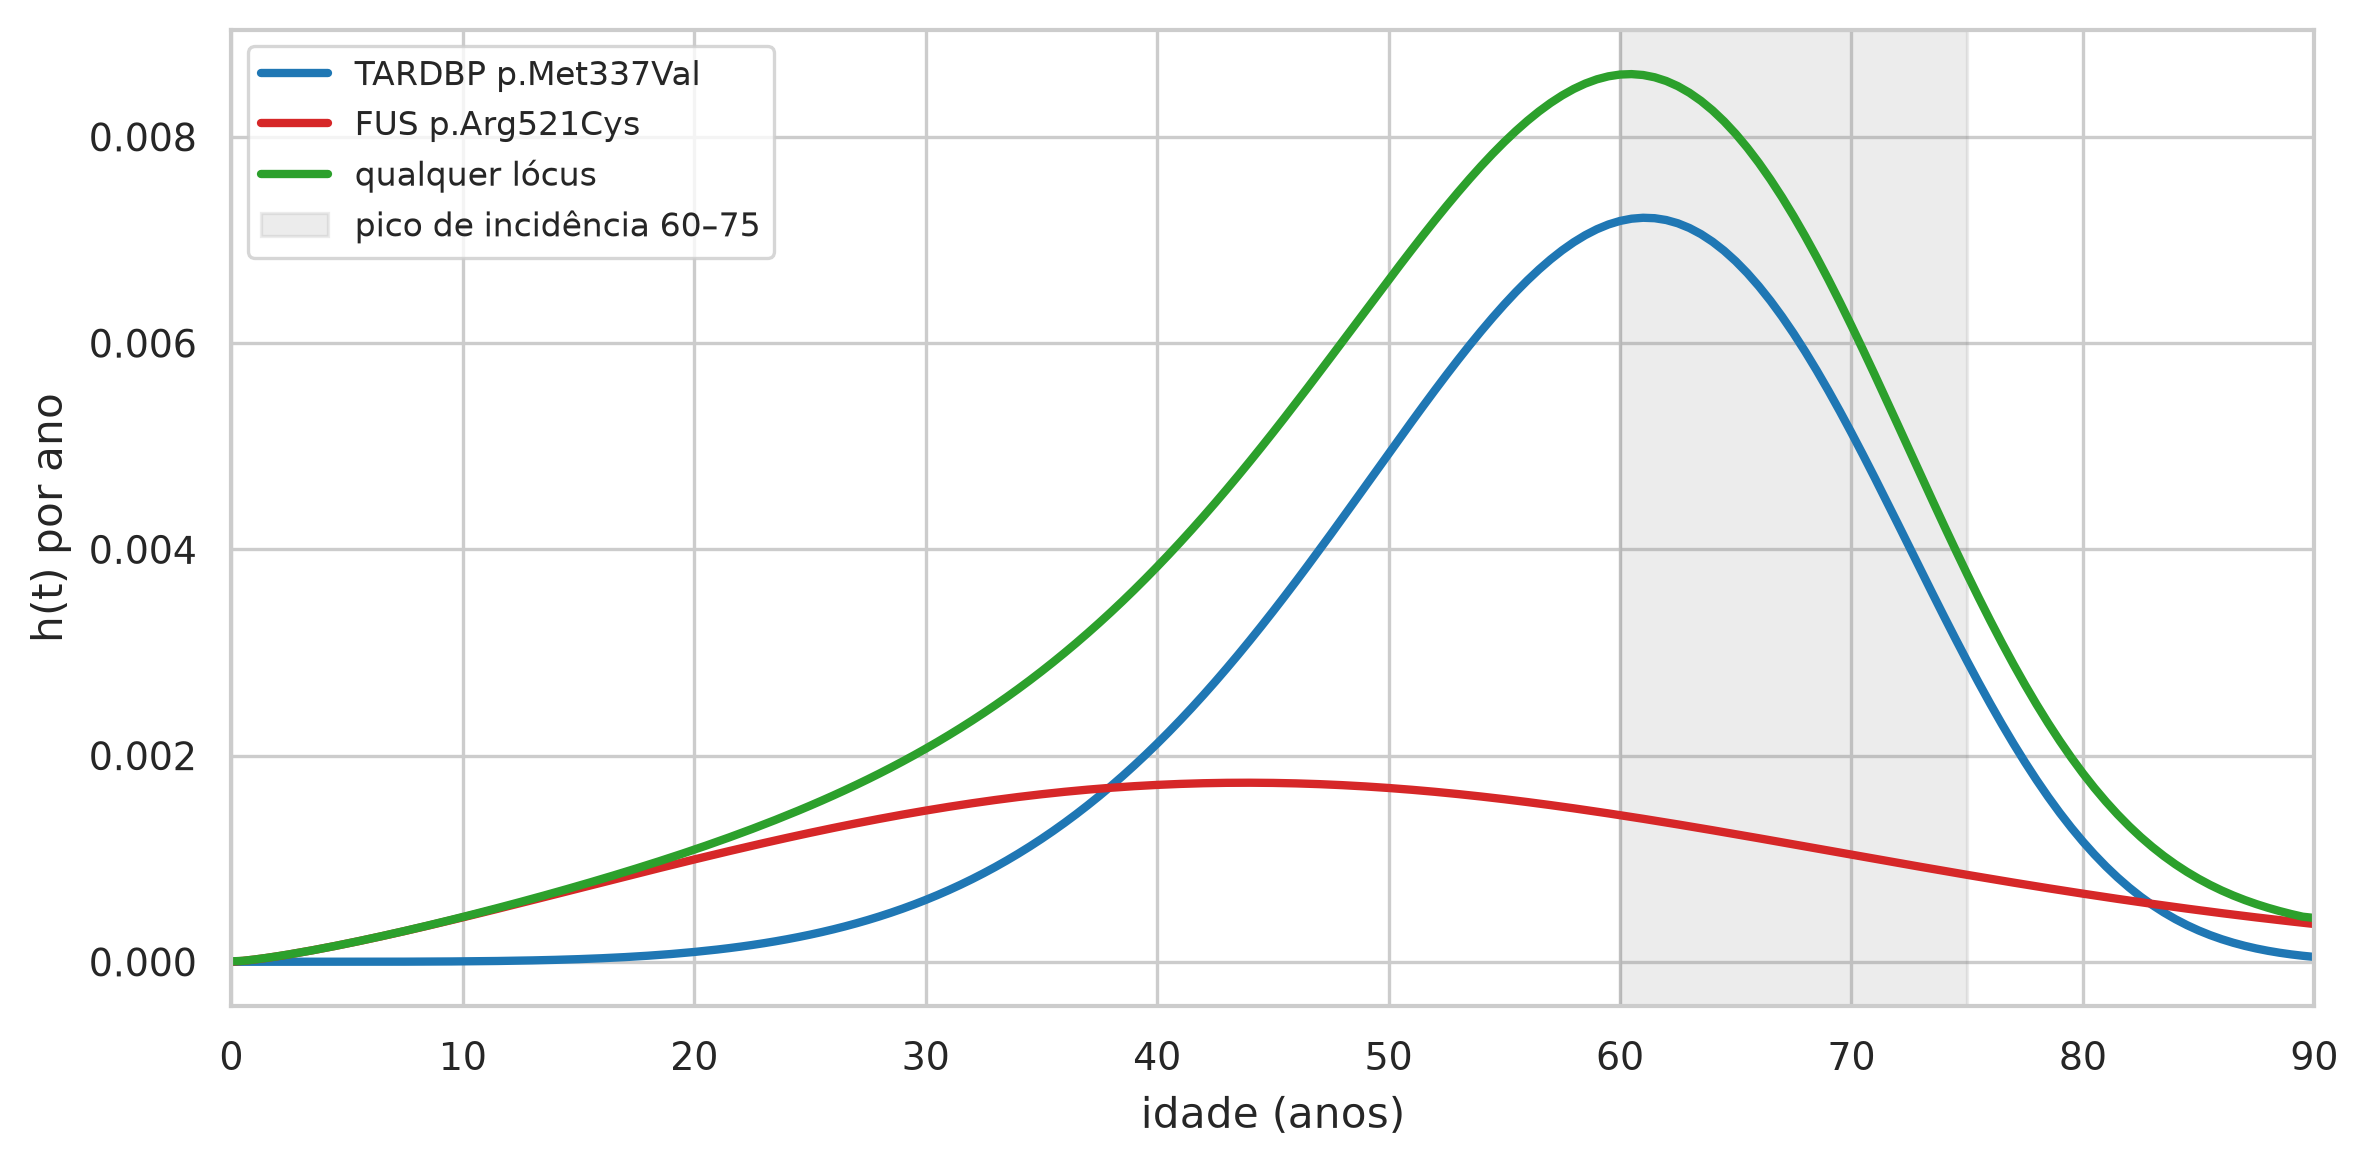 TARDBP p.Met337Val
FUS p.Arg521Cys
qualquer lócus
pico de incidência 60–75
h(t) por ano
0.008
0.006
0.004
0.002
0.000
0 10 20 30 40 50 60 70 80 90
idade (anos)